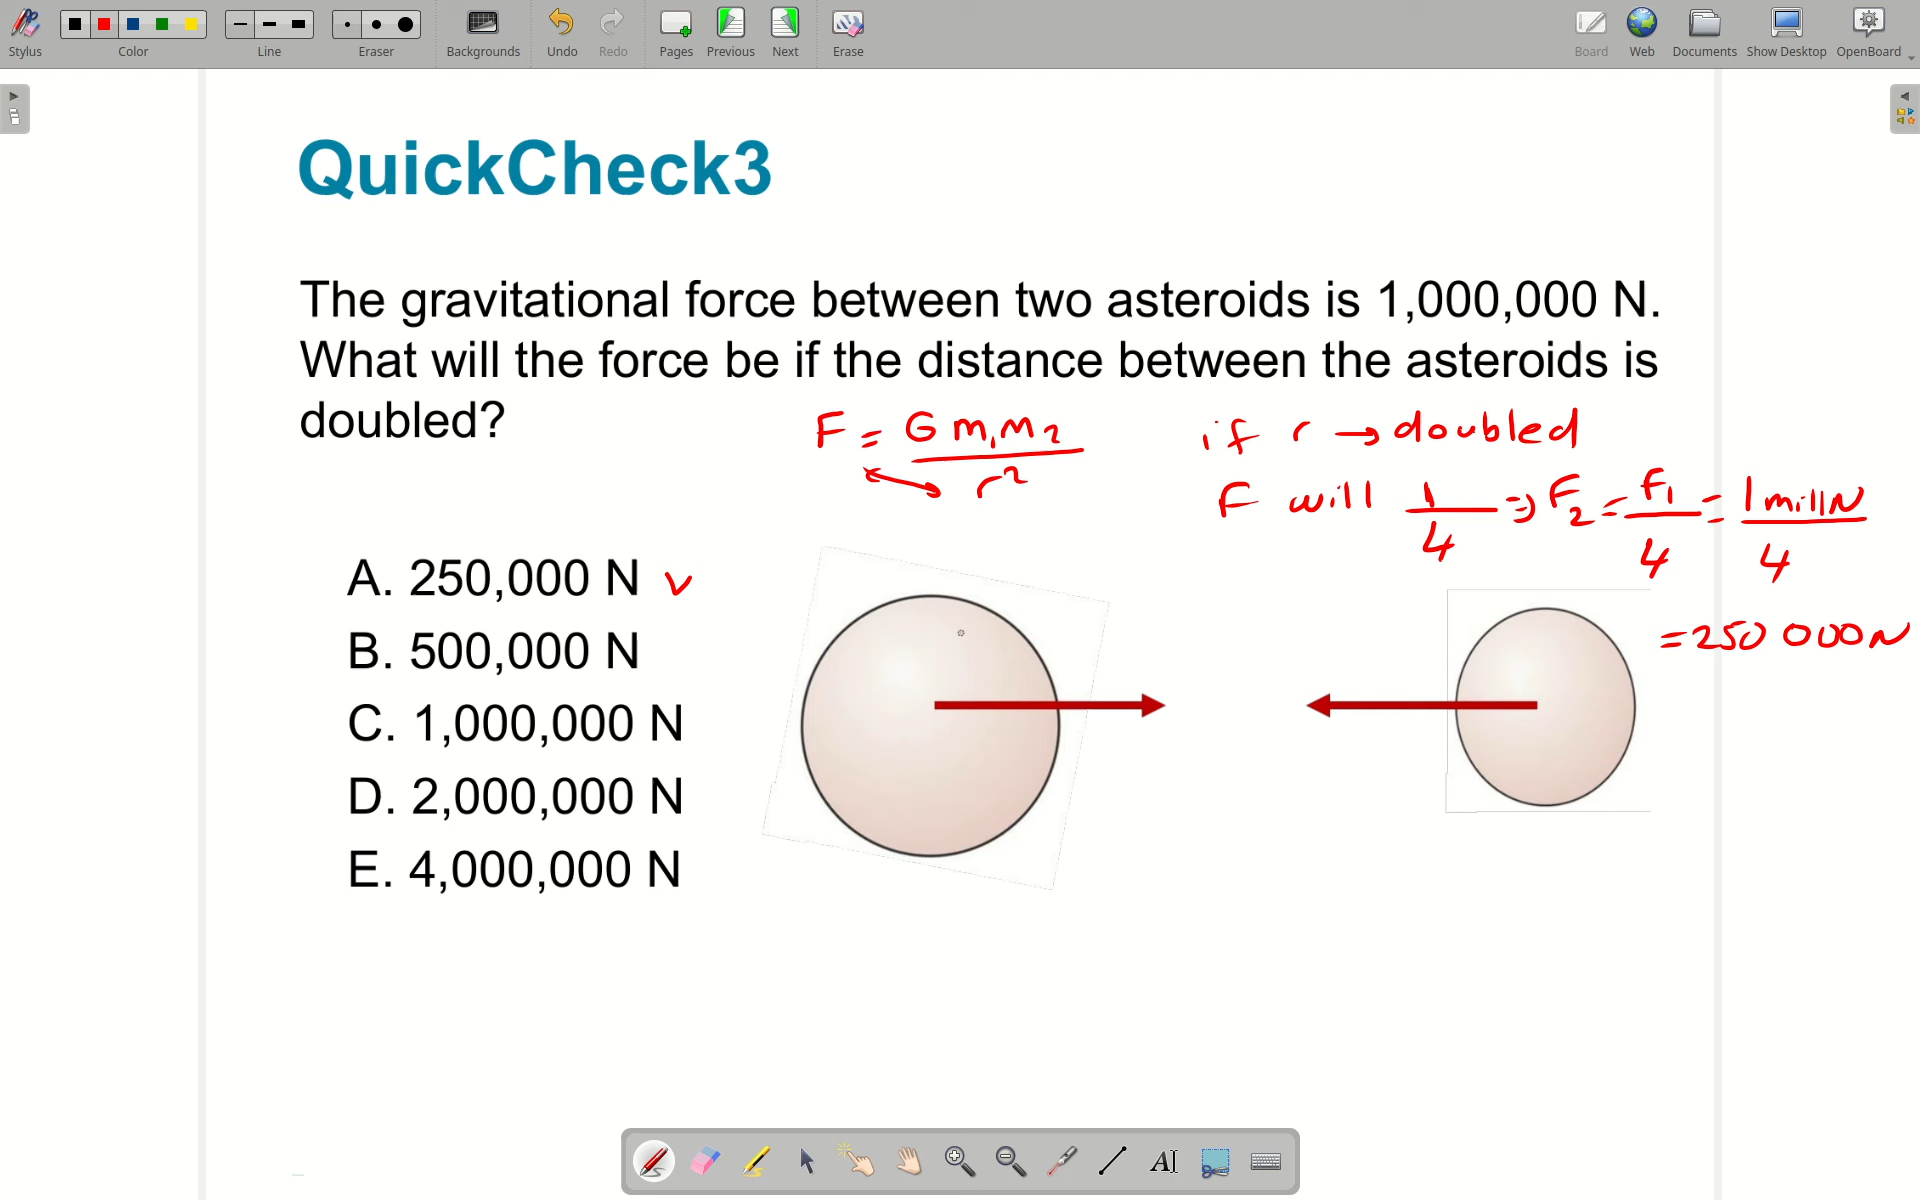 Stylus Color Line Eraser Backgrounds Undo Redo Pages Previous Next Erase Board Web Documents Show Desktop OpenBoard
QuickCheck3
The gravitational force between two asteroids is 1,000,000 N.
What will the force be if the distance between the asteroids is
doubled?
F = G m1 m2 / r²
if r → doubled
F will 1/4 ⇒ F2 = F1/4 = 1 mill N/4
= 250 000 N
A. 250,000 N ✓
B. 500,000 N
C. 1,000,000 N
D. 2,000,000 N
E. 4,000,000 N